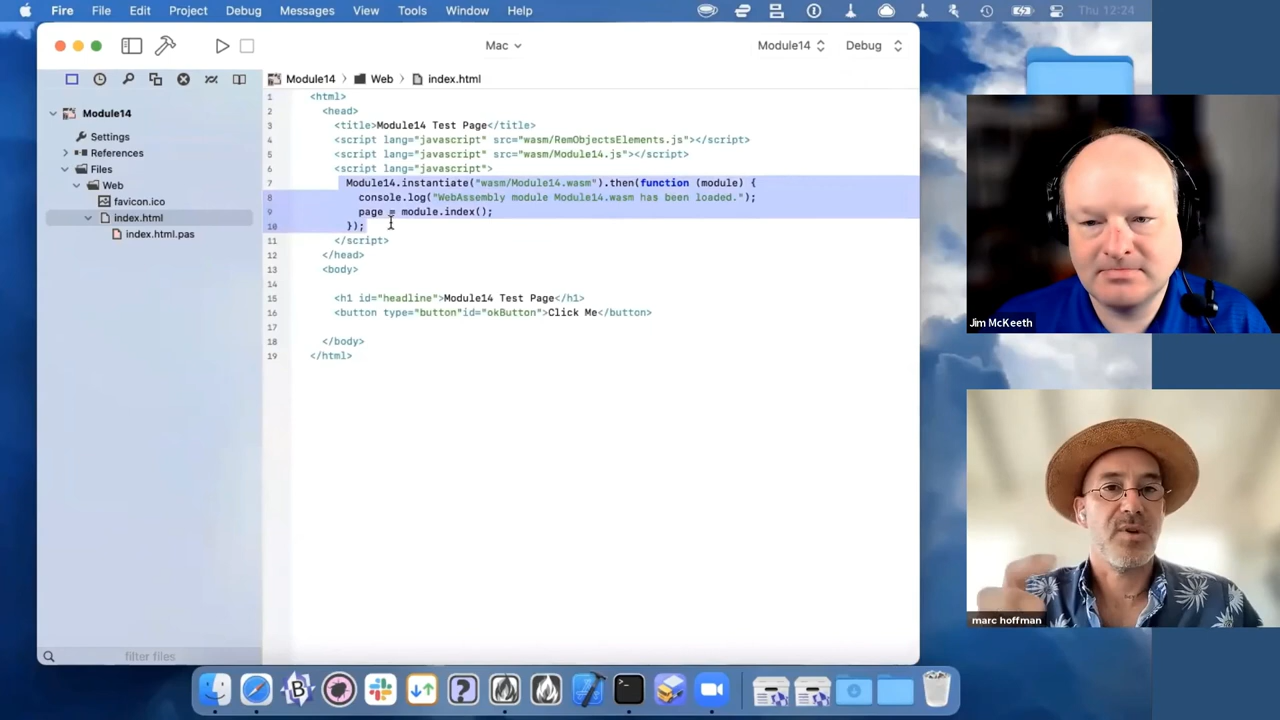 Fire File Edit Project Debug Messages View Tools Window Help Thu 12:24
Mac Module14 Debug
Module14 Web index.html
Module14
Settings
References
Files
Web
favicon.ico
index.html
index.html.pas
filter files
1 <html>
2 <head>
3 <title>Module14 Test Page</title>
4 <script lang="javascript" src="wasm/RemObjectsElements.js"></script>
5 <script lang="javascript" src="wasm/Module14.js"></script>
6 <script lang="javascript">
7 Module14.instantiate("wasm/Module14.wasm").then(function (module) {
8 console.log("WebAssembly module Module14.wasm has been loaded.");
9 page = module.index();
10 });
11 </script>
12 </head>
13 <body>
14
15 <h1 id="headline">Module14 Test Page</h1>
16 <button type="button"id="okButton">Click Me</button>
17
18 </body>
19 </html>
Jim McKeeth
marc hoffman